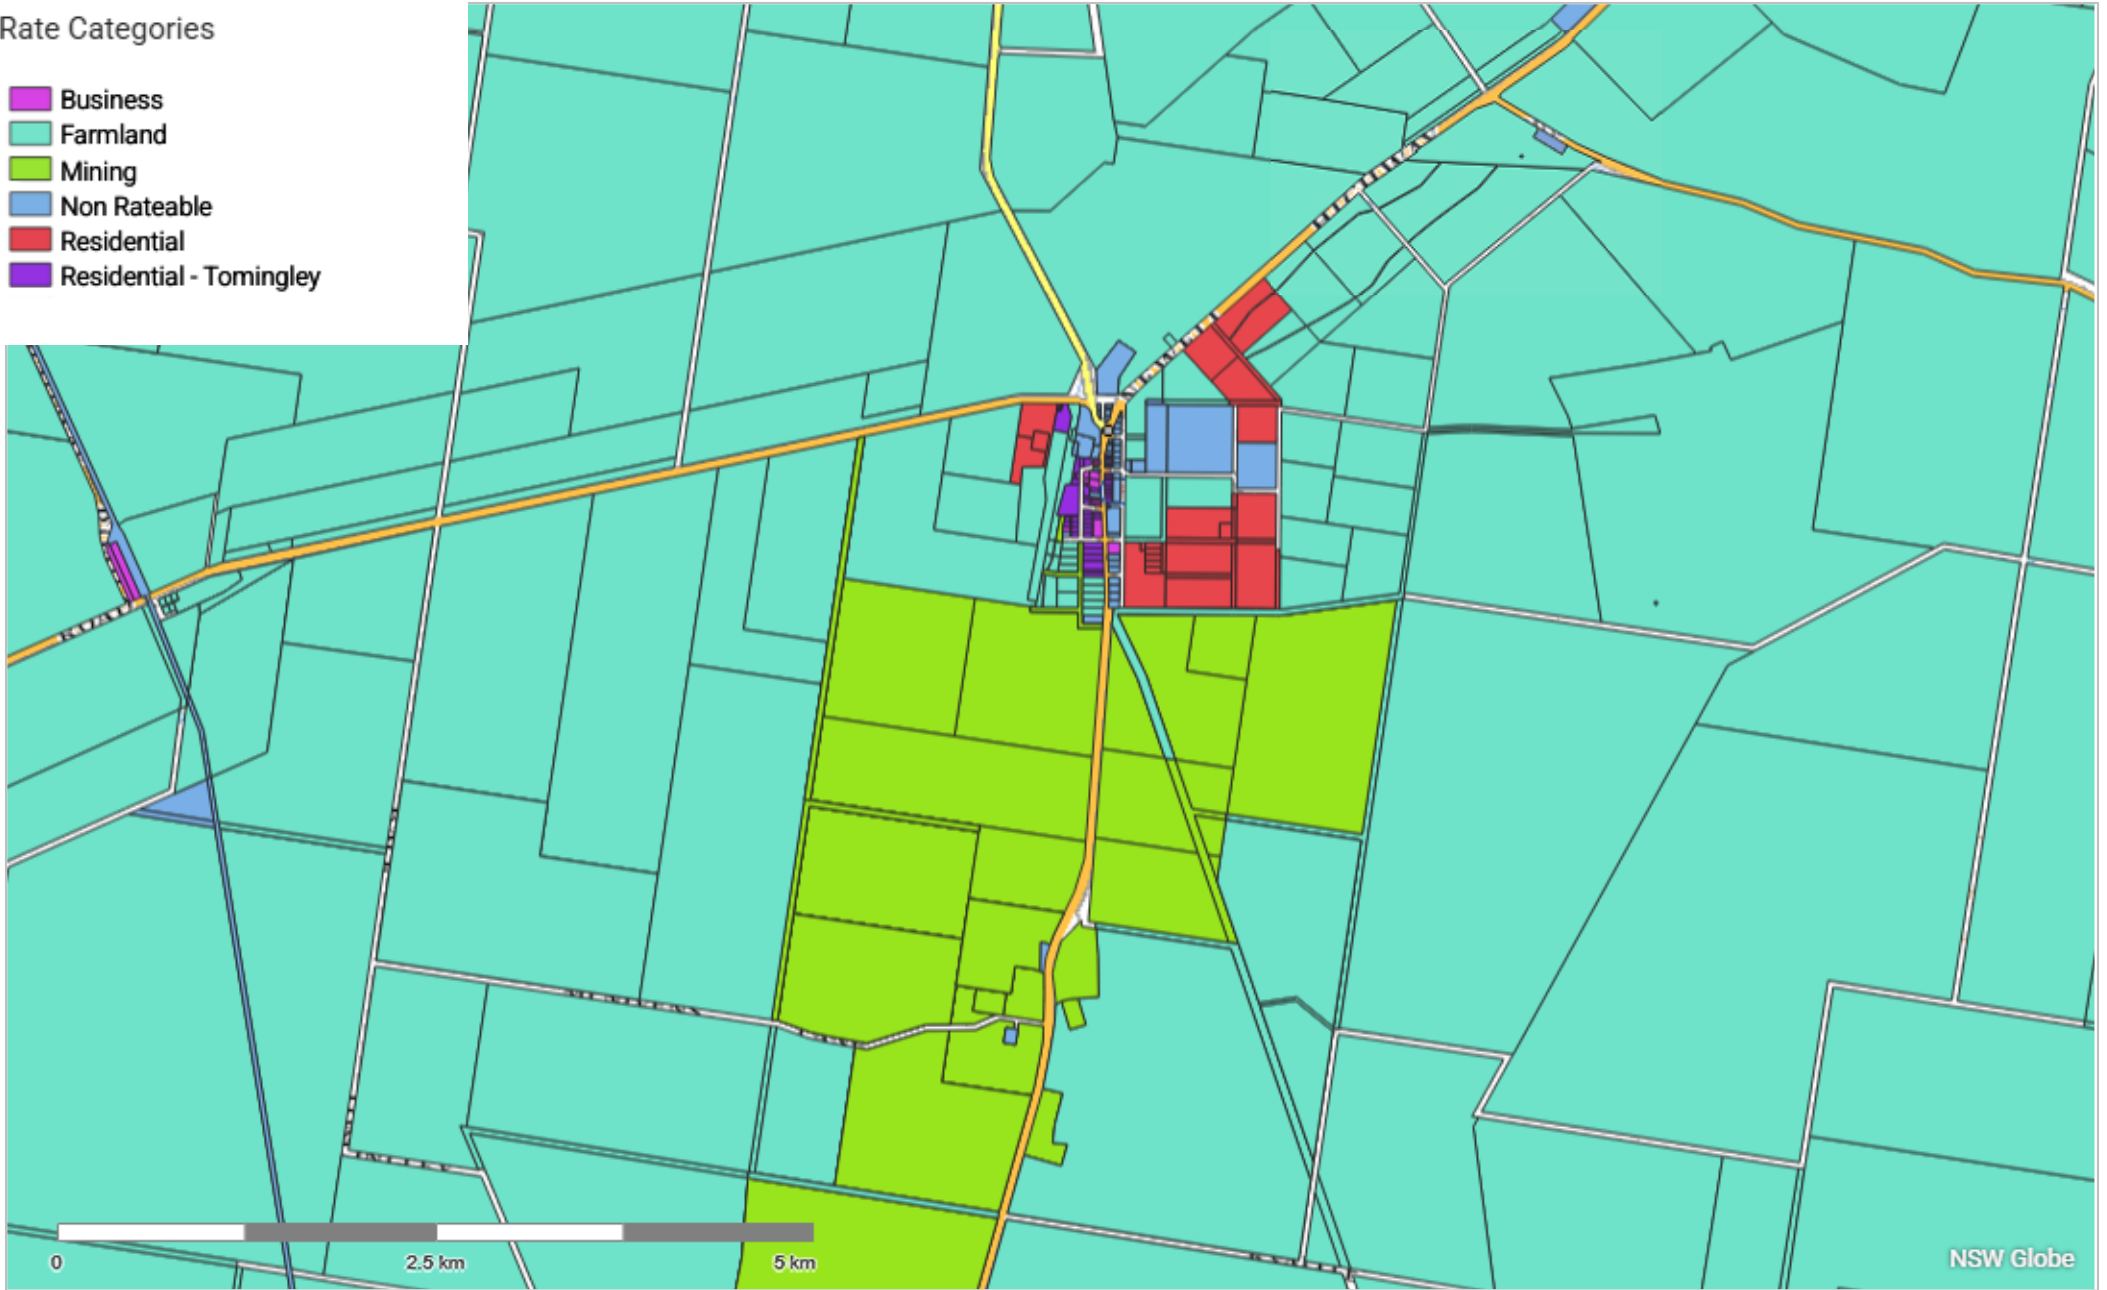 Rate Categories
Business
Farmland
Mining
Non Rateable
Residential
Residential - Tomingley
0
2.5 km
5 km
NSW Globe